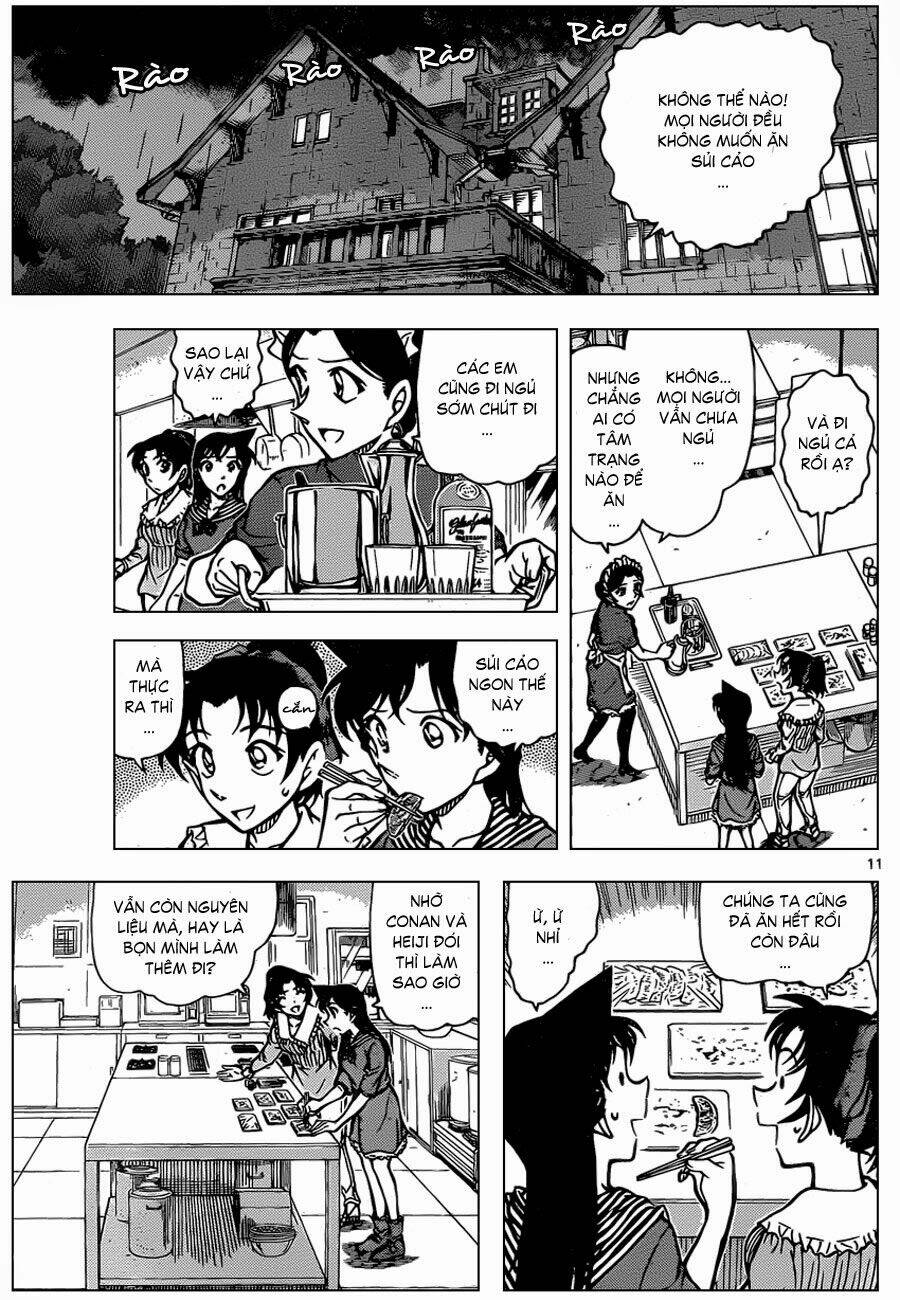 Rào
Rào
Rào
Rào
KHÔNG THỂ NÀO!
MỌI NGƯỜI ĐỀU
KHÔNG MUỐN ĂN
SỦI CẢO
...
VÀ ĐI
NGỦ CẢ
RỒI Ạ?
KHÔNG...
MỌI NGƯỜI
VẪN CHƯA
NGỦ
...
NHƯNG
CHẲNG
AI CÓ
TÂM
TRẠNG
NÀO ĐỂ
ĂN
...
CÁC EM
CŨNG ĐI NGỦ
SỚM CHÚT ĐI
...
SAO LẠI
VẬY CHỨ
...
SỦI CẢO
NGON THẾ
NÀY
...
cắn
MÀ
THỰC
RA THÌ
...
11
CHÚNG TA CŨNG
ĐÃ ĂN HẾT RỒI
CÒN ĐÂU
...
Ừ, Ừ
NHỈ
...
NHỠ
CONAN VÀ
HEIJI ĐÓI
THÌ LÀM
SAO GIỜ
...
VẪN CÒN NGUYÊN
LIỆU MÀ, HAY LÀ
BỌN MÌNH LÀM
THÊM ĐI?